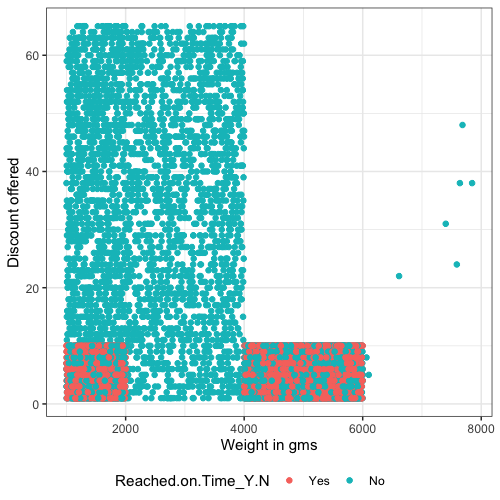 60
40
20
0
Discount offered
2000 4000 6000 8000
Weight in gms
Reached.on.Time_Y.N Yes No